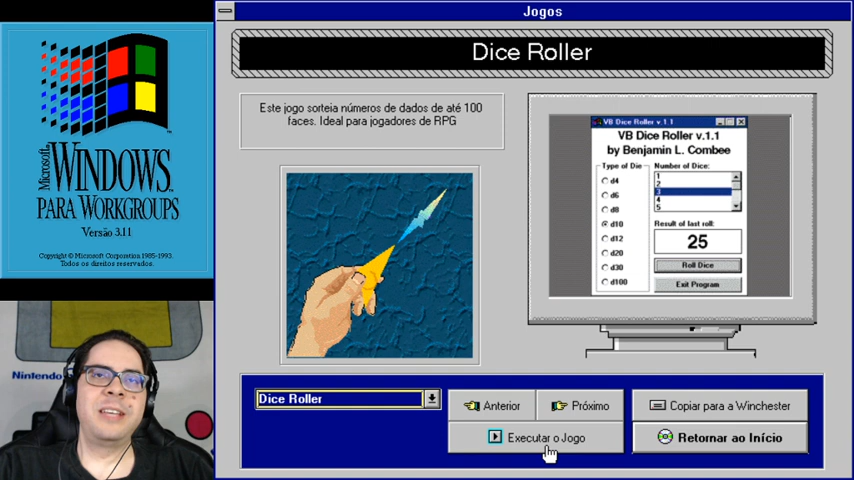 Microsoft®
WINDOWS™
PARA WORKGROUPS
Versão 3.11
Copyright © Microsoft Corporation 1985-1993.
Todos os direitos reservados.
Nintendo
Jogos
Dice Roller
Este jogo sorteia números de dados de até 100
faces. Ideal para jogadores de RPG
VB Dice Roller v.1.1
VB Dice Roller v.1.1
by Benjamin L. Combee
Type of Die
d4
d6
d8
d10
d12
d20
d30
d100
Number of Dice:
1
2
3
4
5
Result of last roll:
25
Roll Dice
Exit Program
Dice Roller
Anterior
Próximo
Executar o Jogo
Copiar para a Winchester
Retornar ao Início